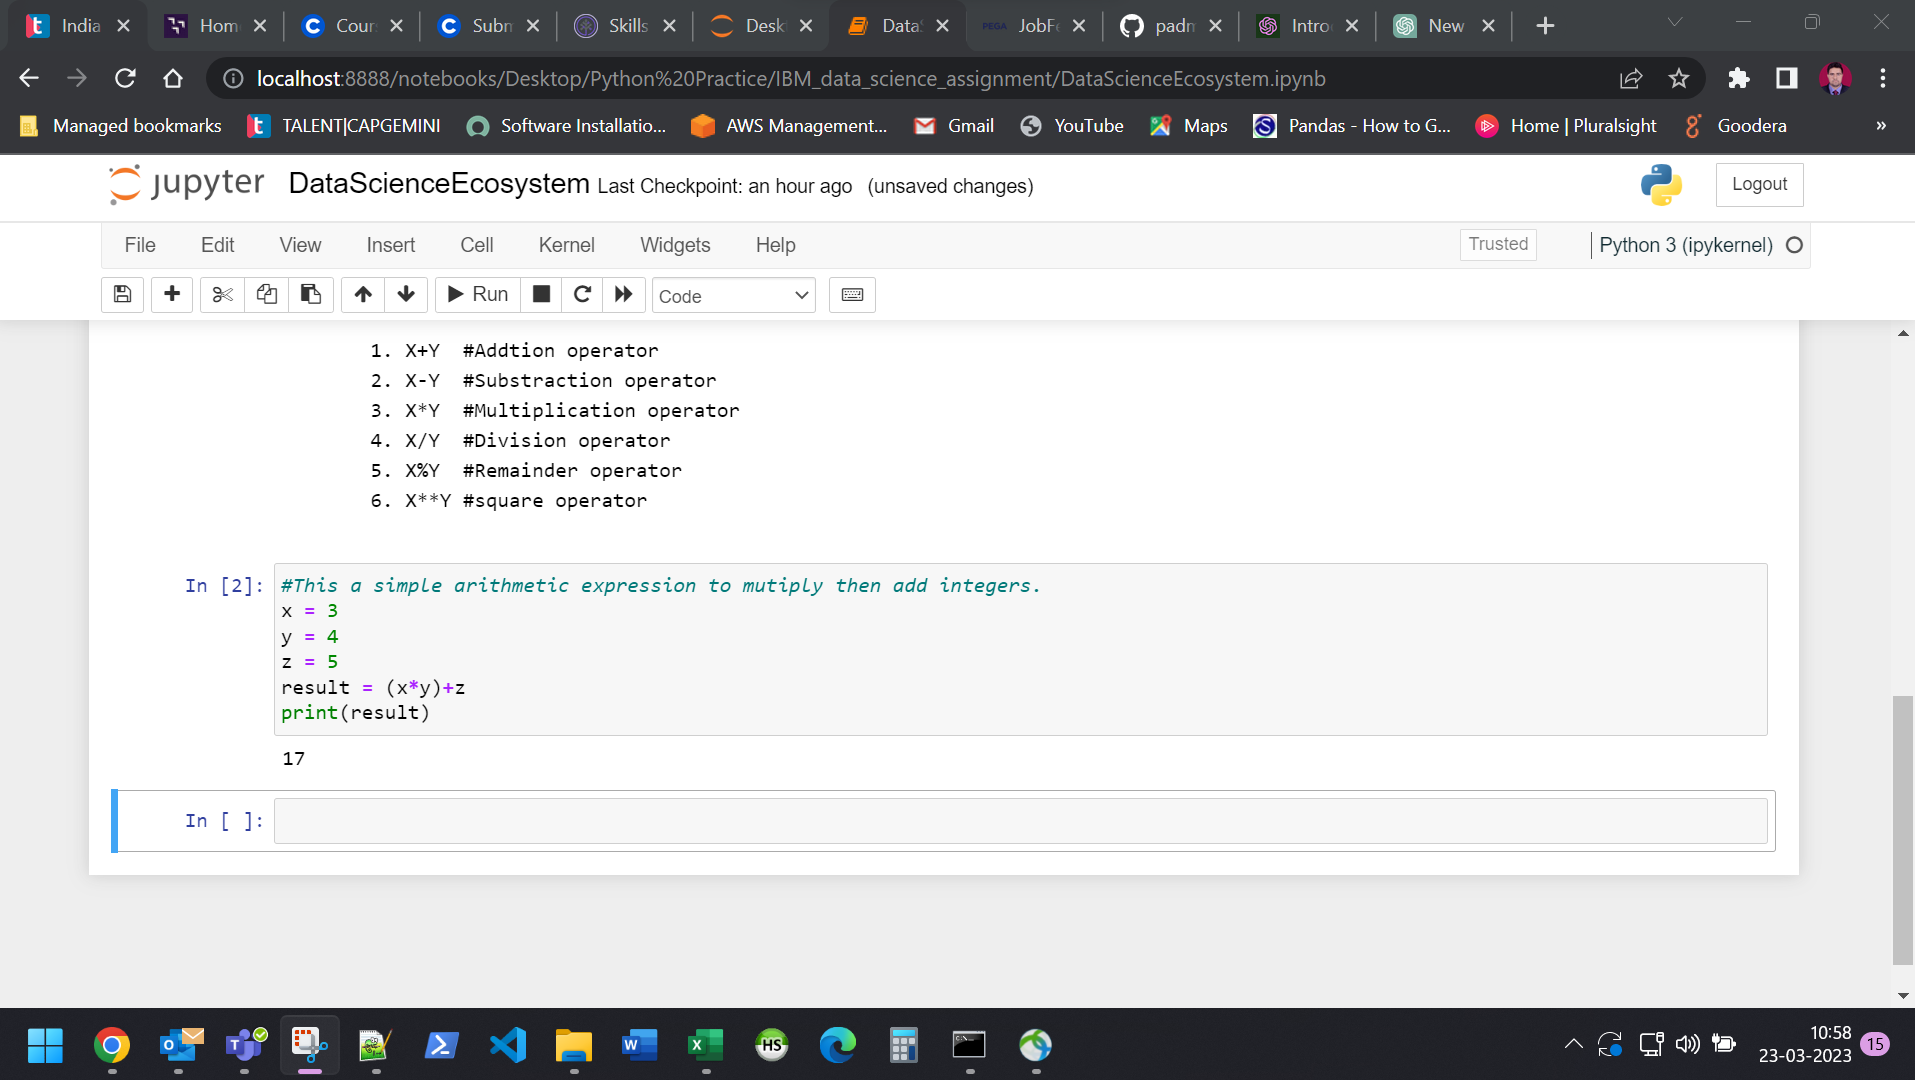 India
Hom
Cour
Subm
Skills
Desk
Data
PEGA JobFe
padm
Intro
New
localhost:8888/notebooks/Desktop/Python%20Practice/IBM_data_science_assignment/DataScienceEcosystem.ipynb
Managed bookmarks
TALENT|CAPGEMINI
Software Installatio...
AWS Management...
Gmail
YouTube
Maps
Pandas - How to G...
Home | Pluralsight
Goodera
»
jupyter DataScienceEcosystem Last Checkpoint: an hour ago (unsaved changes)
Logout
File Edit View Insert Cell Kernel Widgets Help
Trusted
Python 3 (ipykernel)
Run
Code
1. X+Y #Addtion operator
2. X-Y #Substraction operator
3. X*Y #Multiplication operator
4. X/Y #Division operator
5. X%Y #Remainder operator
6. X**Y #square operator
In [2]: #This a simple arithmetic expression to mutiply then add integers.
x = 3
y = 4
z = 5
result = (x*y)+z
print(result)
17
In [ ]:
HS
10:58
23-03-2023
15